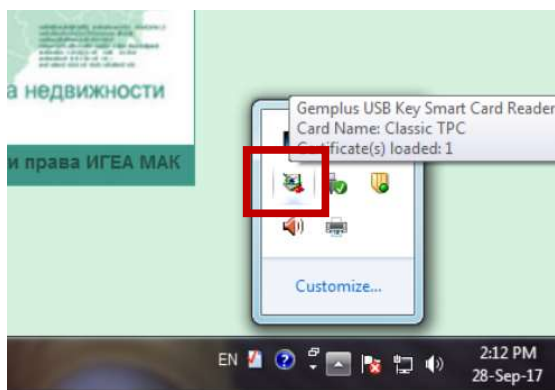 а недвижности
и права ИГЕА МАК
Gemplus USB Key Smart Card Reader
Card Name: Classic TPC
Certificate(s) loaded: 1
Customize...
EN
2:12 PM
28-Sep-17